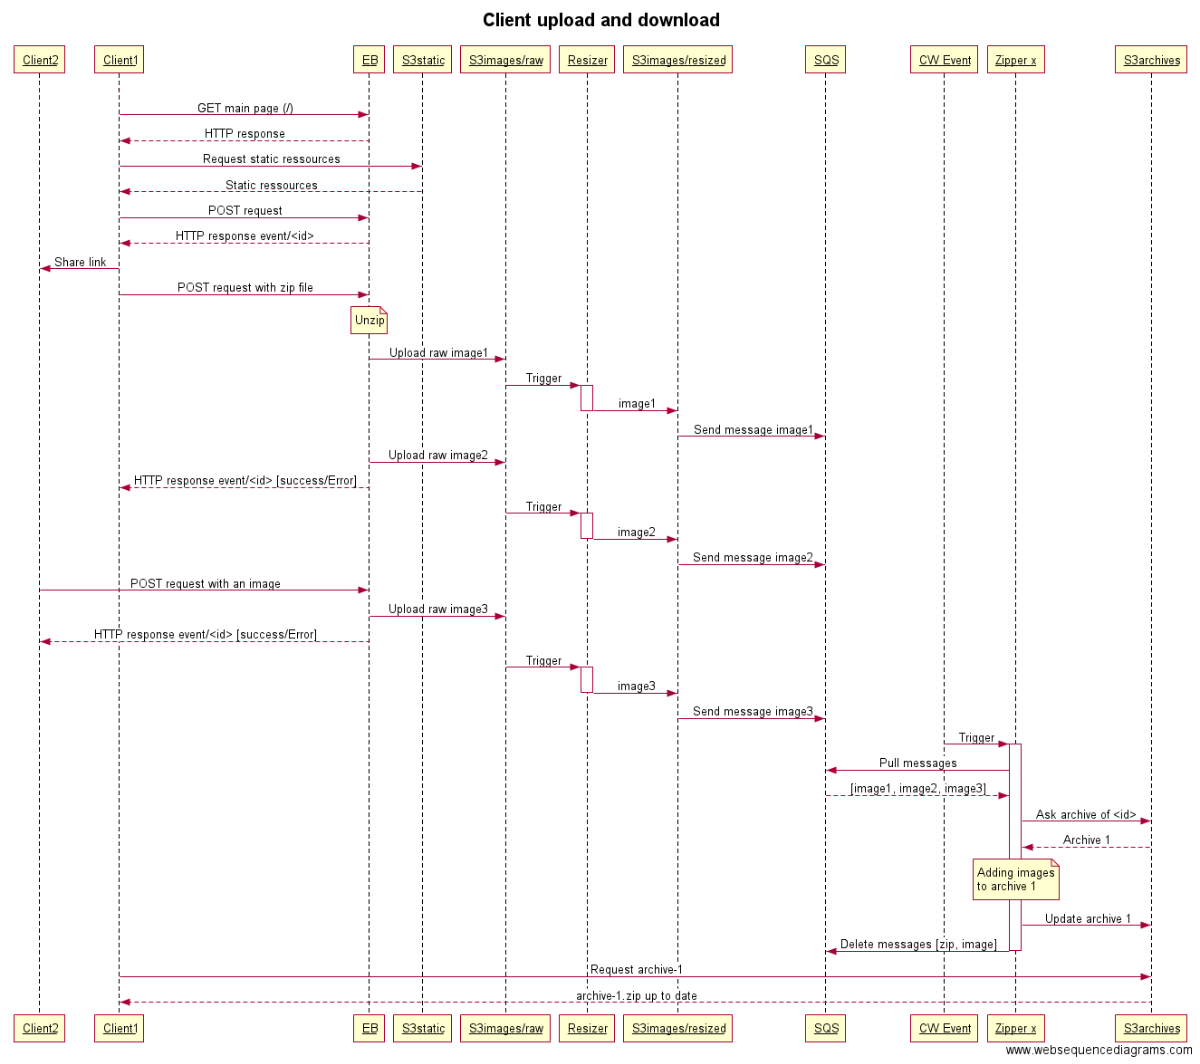 Client upload and download
Client2 Client1 EB S3static S3images/raw Resizer S3images/resized SQS CW Event Zipper x S3archives
GET main page (/)
HTTP response
Request static ressources
Static ressources
POST request
HTTP response event/<id>
Share link
POST request with zip file
Unzip
Upload raw image1
Trigger
image1
Send message image1
Upload raw image2
HTTP response event/<id> [success/Error]
Trigger
image2
Send message image2
POST request with an image
Upload raw image3
HTTP response event/<id> [success/Error]
Trigger
image3
Send message image3
Trigger
Pull messages
[image1, image2, image3]
Ask archive of <id>
Archive 1
Adding images
to archive 1
Update archive 1
Delete messages [zip, image]
Request archive-1
archive-1.zip up to date
Client2 Client1 EB S3static S3images/raw Resizer S3images/resized SQS CW Event Zipper x S3archives
www.websequencediagrams.com